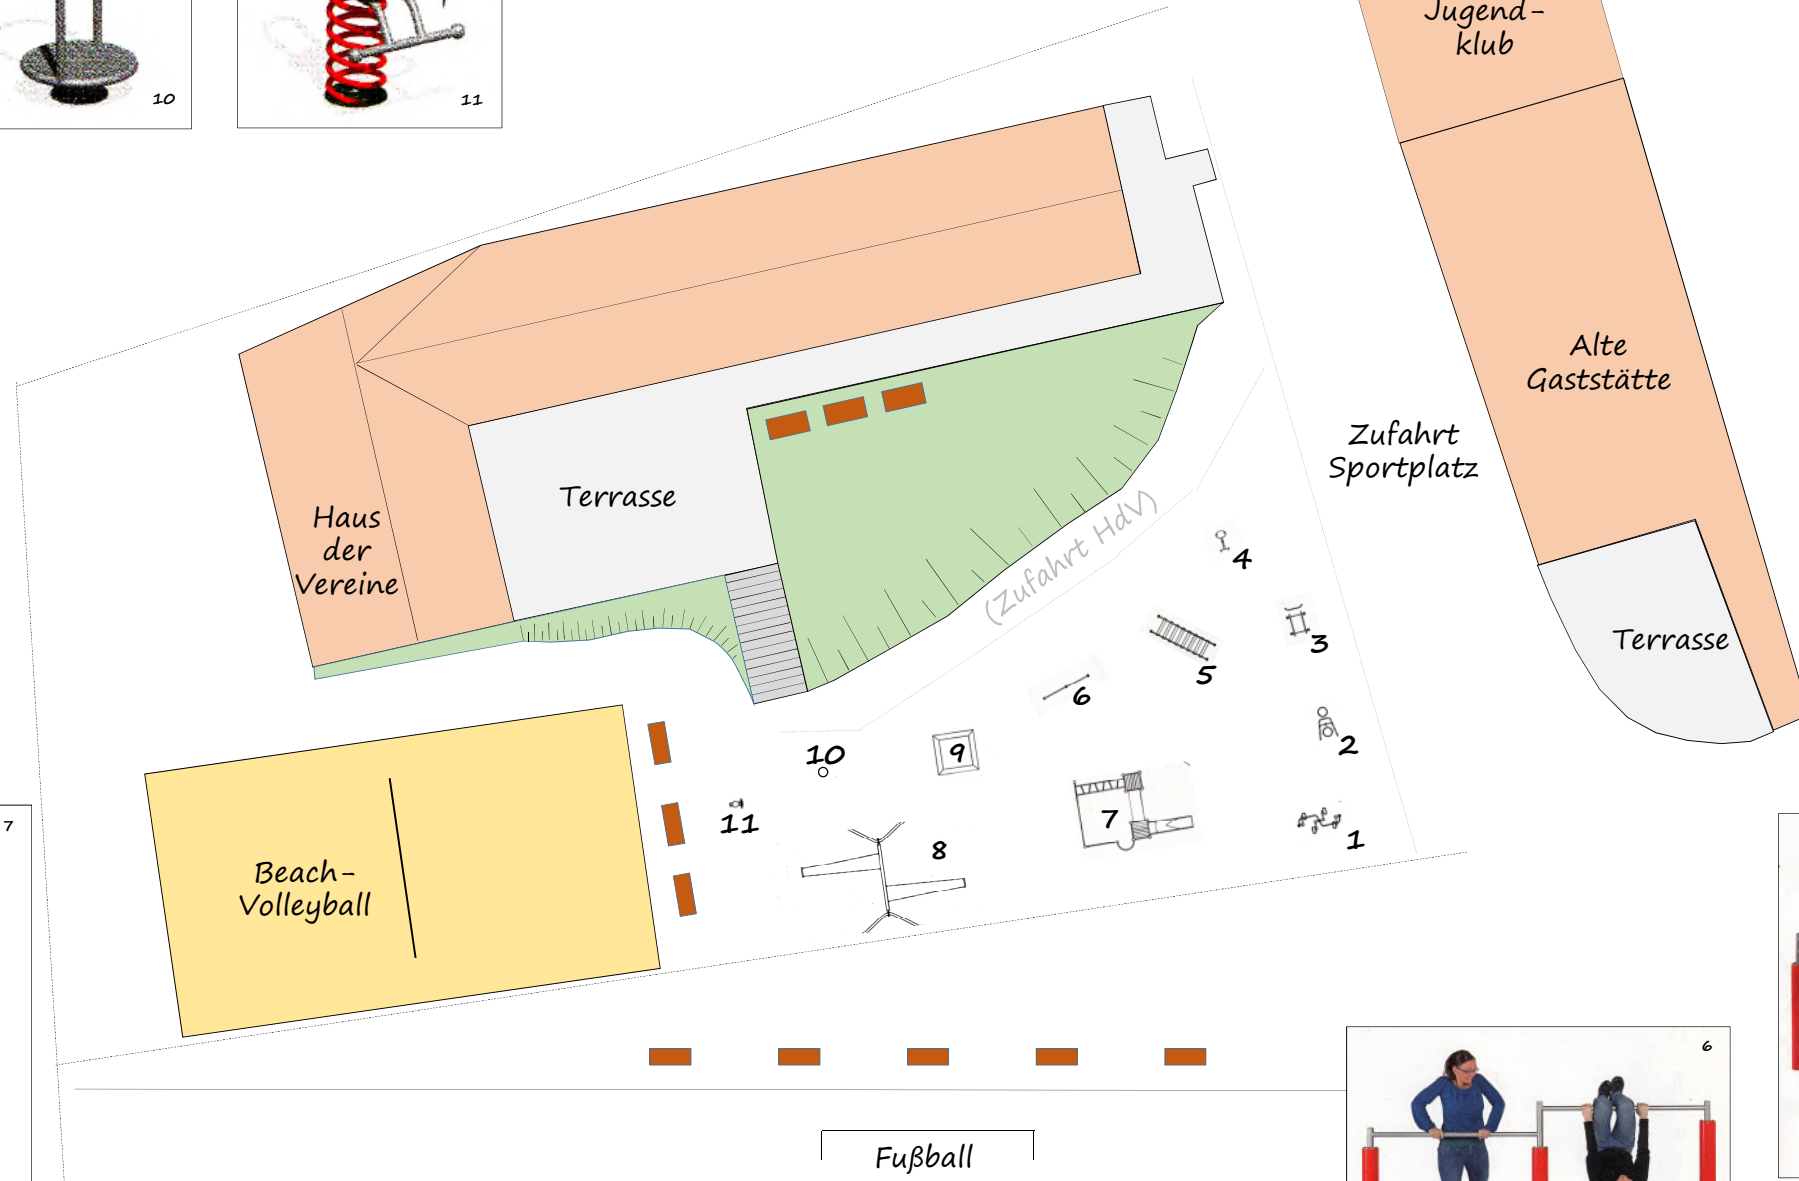 10
11
Jugend-
klub
Alte
Gaststätte
Zufahrt
Sportplatz
Terrasse
Haus
der
Vereine
(Zufahrt HdV)
4
3
5
6
Terrasse
2
10
9
7
11
1
8
7
Beach-
Volleyball
6
Fußball